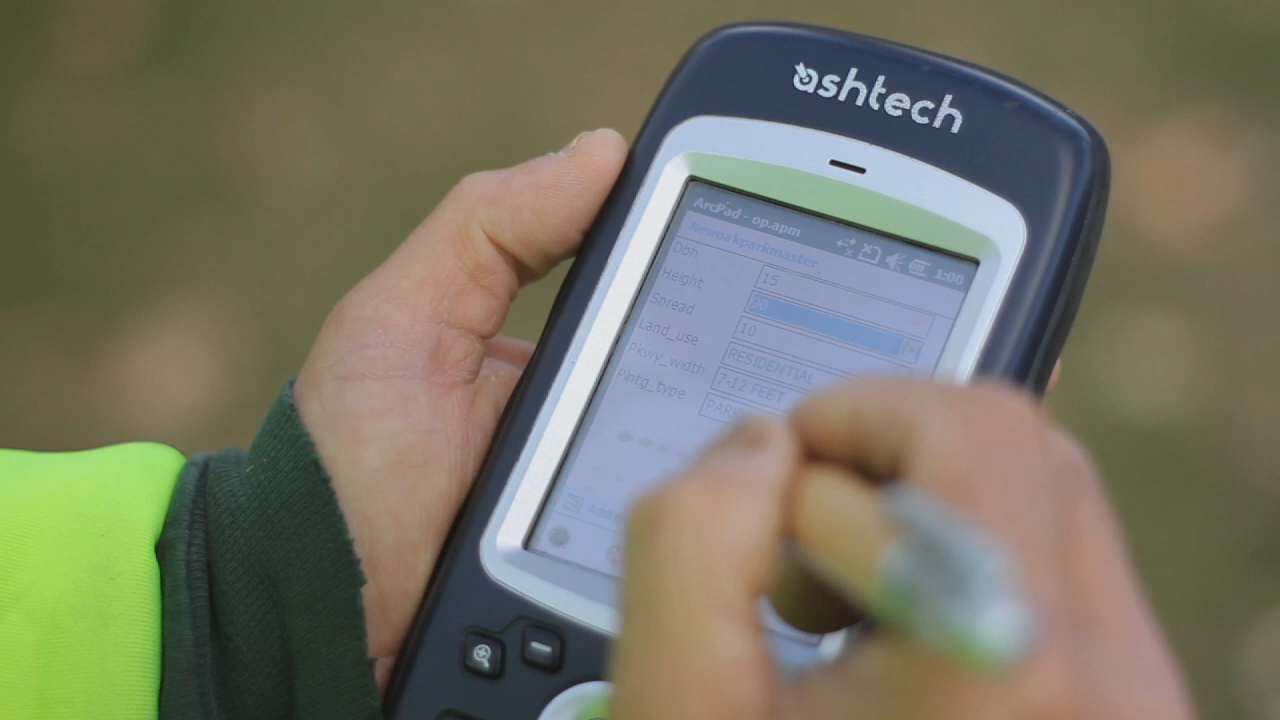 ashtech
ArcPad - op.apm 1:00
Newoakparkmaster
Dbh 15
Height
Spread 10
Land_use RESIDENTIAL
Pkwy_width 7-12 FEET
Plntg_type